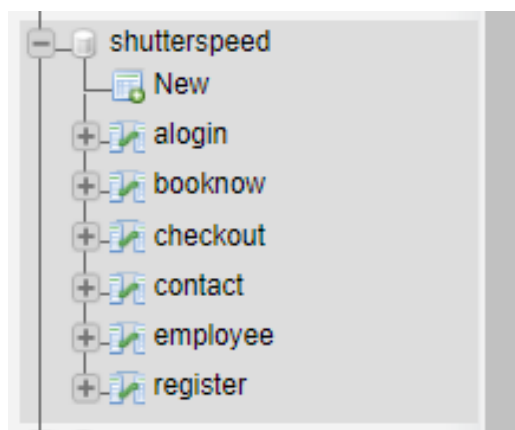 shutterspeed
New
alogin
booknow
checkout
contact
employee
register